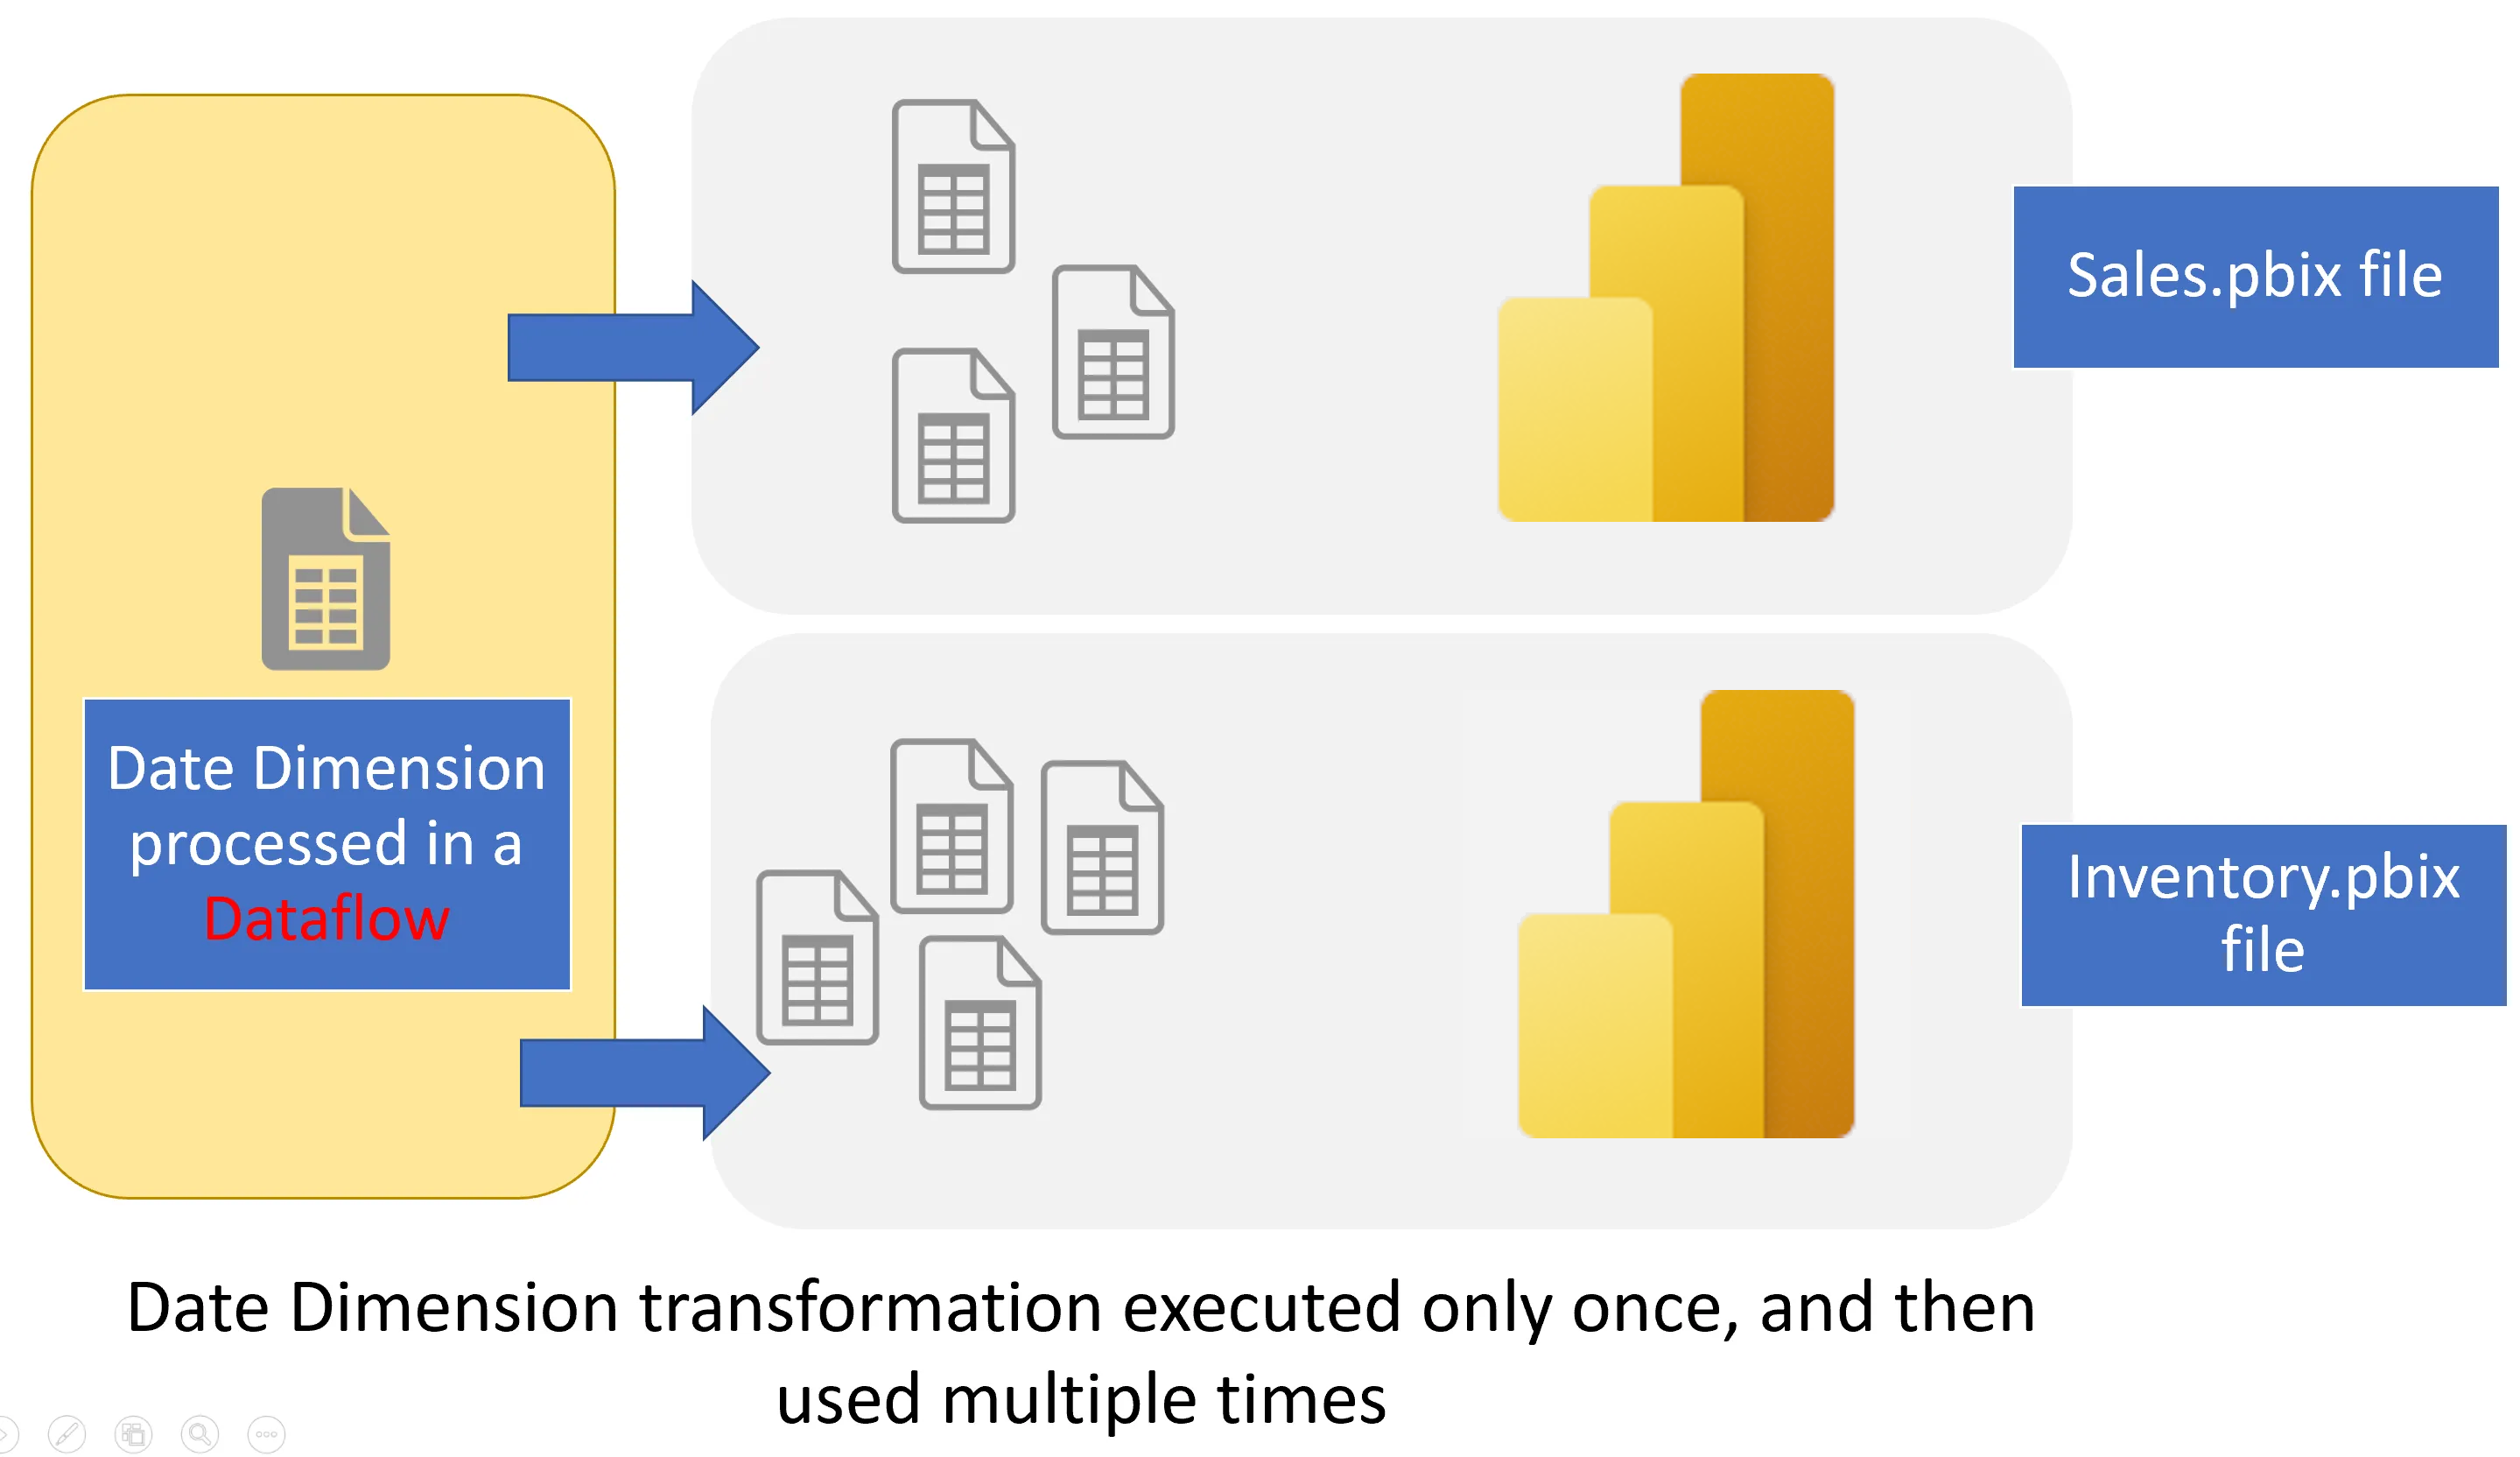 Sales.pbix file
Date Dimension
processed in a
Dataflow
Inventory.pbix
file
Date Dimension transformation executed only once, and then
used multiple times